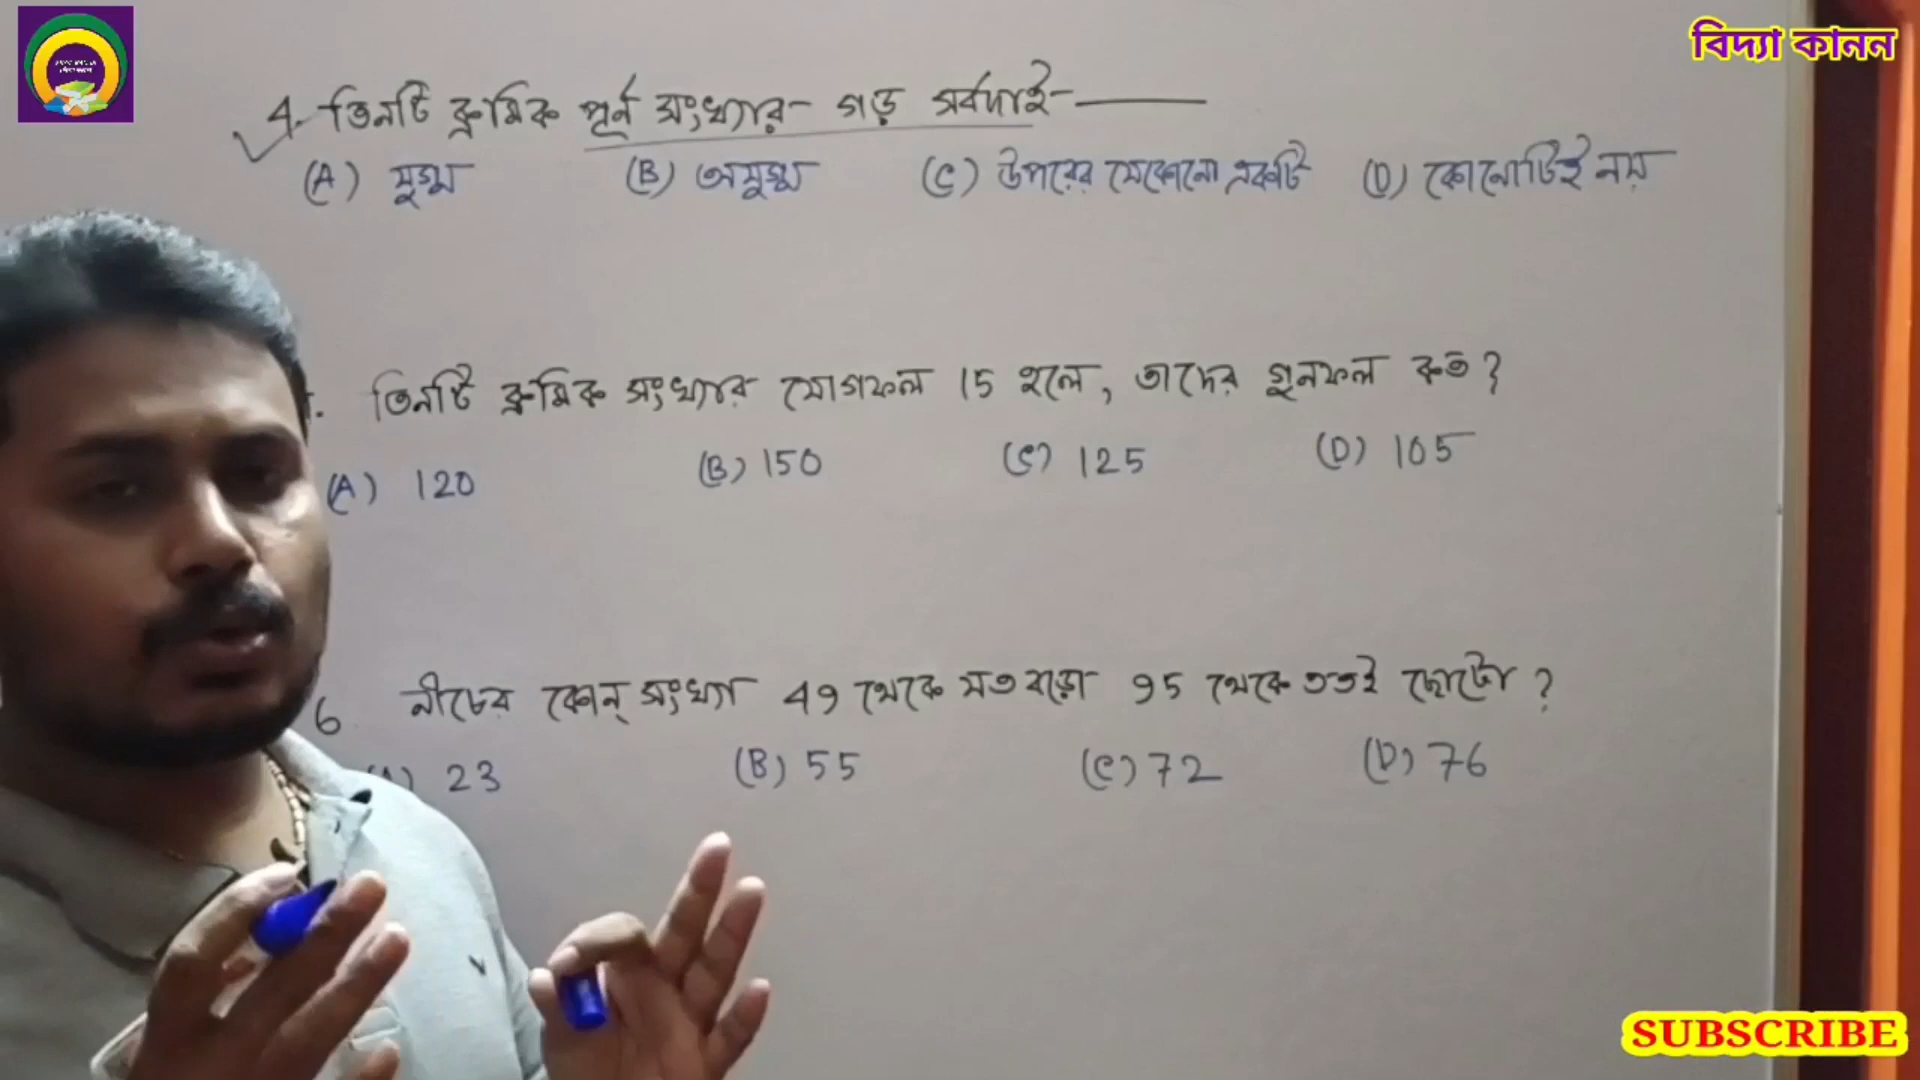 বিদ্যা কানন
4. তিনটি ক্রমিক পূর্ন সংখ্যার গড় সর্বদাই-
(A) যুগ্ম (B) অযুগ্ম (C) উপরের যেকোনো একটি (D) কোনোটিই নয়
তিনটি ক্রমিক সংখ্যার যোগফল 15 হলে, তাদের গুনফল কত?
(A) 120 (B) 150 (C) 125 (D) 105
6 নীচের কোন্ সংখ্যা 49 থেকে যত বড়ো 95 থেকে ততই ছোটো?
23 (B) 55 (C) 72 (D) 76
SUBSCRIBE